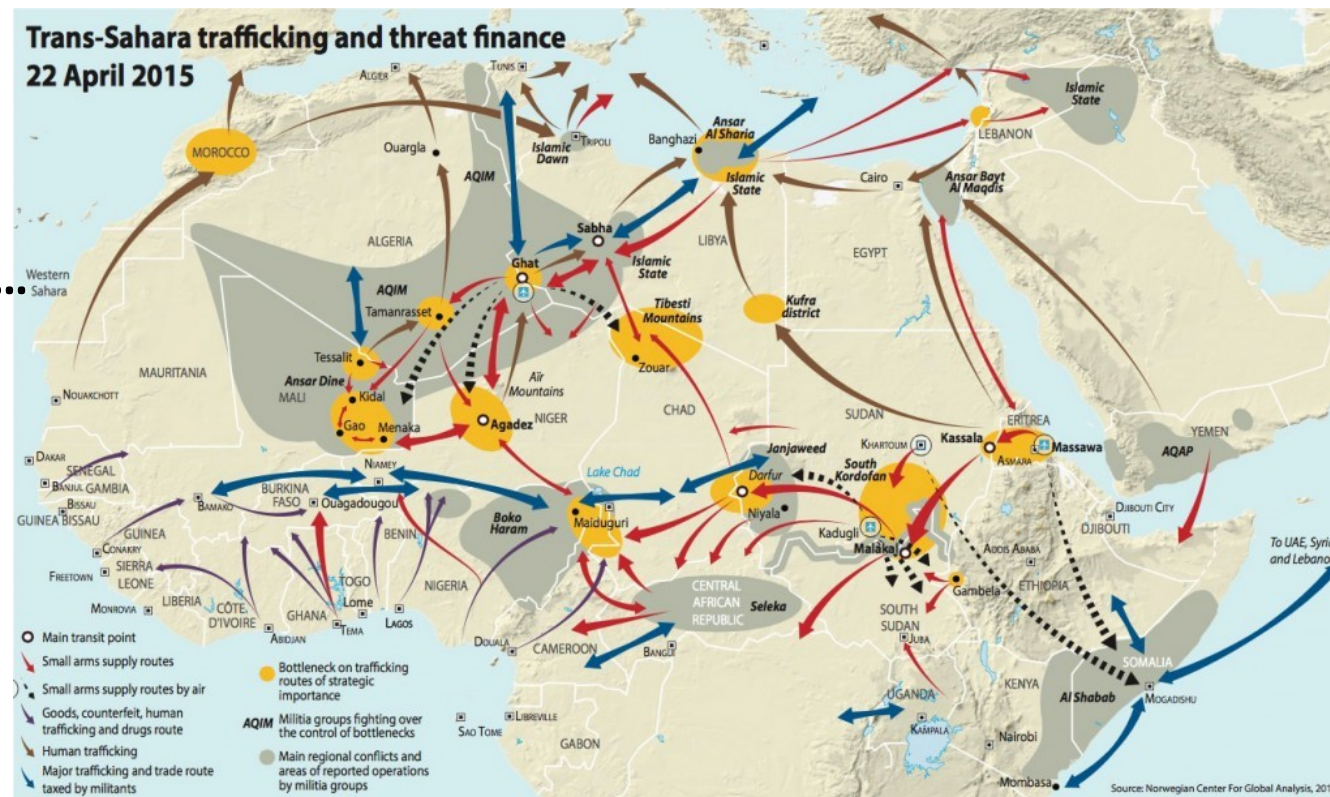 Trans-Sahara trafficking and threat finance
22 April 2015
ALGIER
TUNIS
TRIPOLI
Islamic
Dawn
Banghazi
Ansar
Al Sharia
Islamic
State
Islamic
State
LEBANON
MOROCCO
Ouargla
AQIM
Cairo
Ansar Bayt
Al Maqdis
ALGERIA
Sabha
LIBYA
EGYPT
Western
Sahara
Ghat
Islamic
State
AQIM
Tamanrasset
Tibesti
Mountains
Kufra
district
Tessalit
Zouar
MAURITANIA
Ansar Dine
MALI
Kidal
Aïr
Mountains
NOUAKCHOTT
Gao
Menaka
Agadez
NIGER
CHAD
SUDAN
ERITREA
YEMEN
KHARTOUM
Kassala
ASMARA
Massawa
AQAP
DAKAR
SENEGAL
BANJUL
GAMBIA
BISSAU
GUINEA BISSAU
NIAMEY
Lake Chad
Janjaweed
Darfur
South
Kordofan
BAMAKO
BURKINA
FASO
Ouagadougou
Niyala
DJIBOUTI CITY
DJIBOUTI
GUINEA
BENIN
Boko
Haram
Maiduguri
Kadugli
Malakal
ADDIS ABABA
To UAE, Syri
and Lebano
CONAKRY
SIERRA
LEONE
FREETOWN
TOGO
NIGERIA
CENTRAL
AFRICAN
REPUBLIC
Seleka
Gambela
ETHIOPIA
MONROVIA
LIBERIA
CÔTE
D'IVOIRE
GHANA
Lome
LAGOS
SOUTH
SUDAN
JUBA
ABIDJAN
TEMA
DOUALA
CAMEROON
BANGUI
SOMALIA
MOGADISHU
Al Shabab
UGANDA
KENYA
KAMPALA
SAO TOME
LIBREVILLE
GABON
Nairobi
Mombasa
Main transit point
Small arms supply routes
Small arms supply routes by air
Goods, counterfeit, human
trafficking and drugs route
Human trafficking
Major trafficking and trade route
taxed by militants
Bottleneck on trafficking
routes of strategic
importance
AQIM Militia groups fighting over
the control of bottlenecks
Main regional conflicts and
areas of reported operations
by militia groups
Source: Norwegian Center For Global Analysis, 201